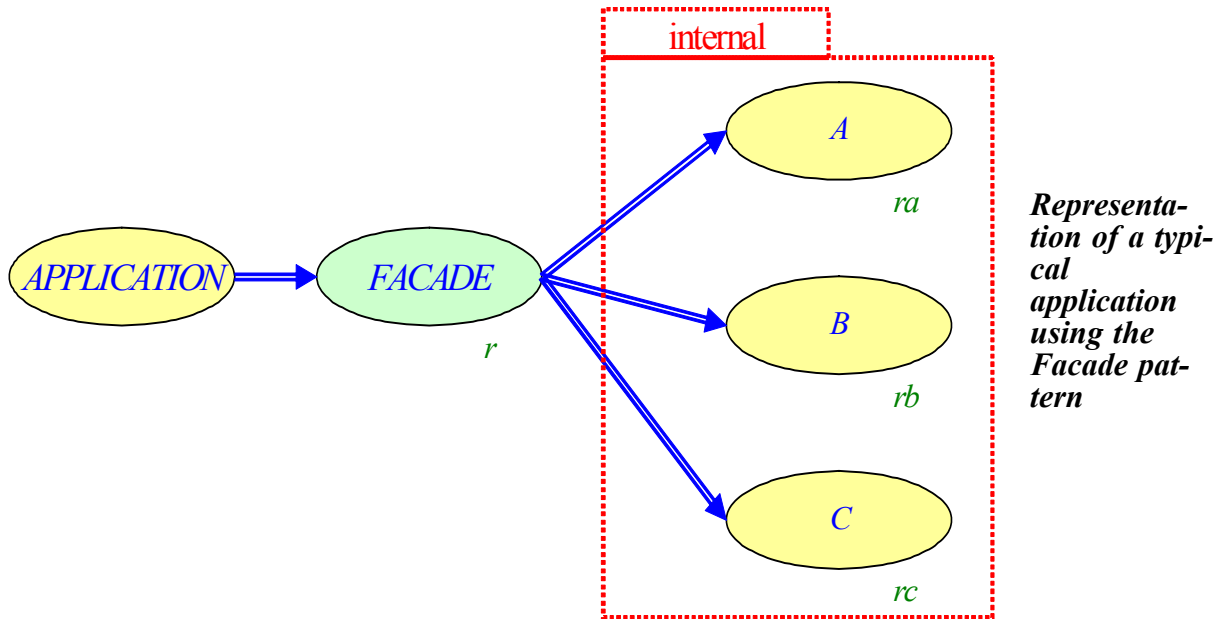 internal
A
ra
APPLICATION
FACADE
r
B
rb
C
rc
Representa-
tion of a typi-
cal
application
using the
Facade pat-
tern